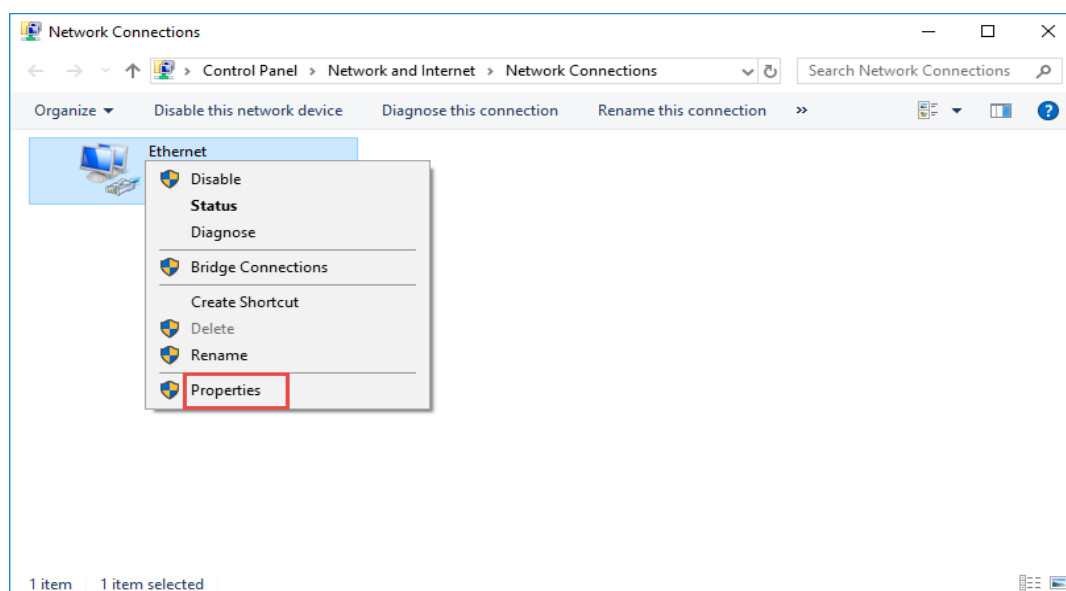 Network Connections
Control Panel > Network and Internet > Network Connections
Search Network Connections
Organize Disable this network device Diagnose this connection Rename this connection »
Ethernet
Disable
Status
Diagnose
Bridge Connections
Create Shortcut
Delete
Rename
Properties
1 item 1 item selected